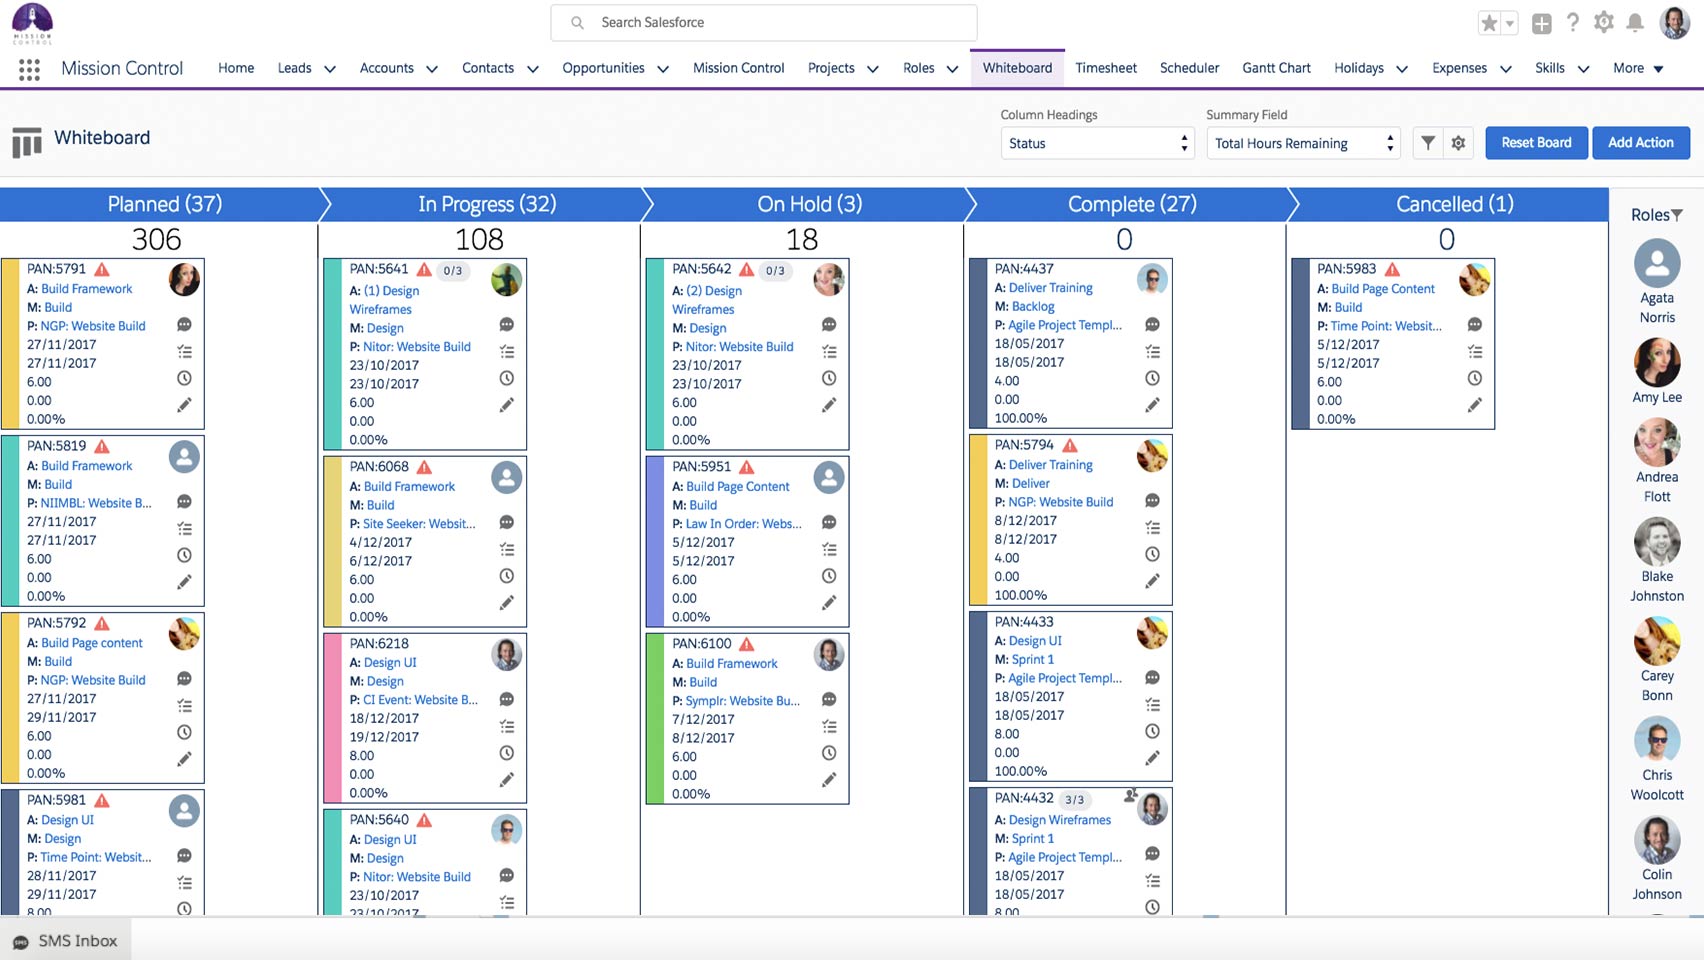 MISSION
CONTROL
Search Salesforce
Mission Control
Home
Leads
Accounts
Contacts
Opportunities
Mission Control
Projects
Roles
Whiteboard
Timesheet
Scheduler
Gantt Chart
Holidays
Expenses
Skills
More
Whiteboard
Column Headings
Status
Summary Field
Total Hours Remaining
Reset Board
Add Action
Planned (37)
306
PAN:5791
A: Build Framework
M: Build
P: NGP: Website Build
27/11/2017
27/11/2017
6.00
0.00
0.00%
PAN:5819
A: Build Framework
M: Build
P: NIIMBL: Website B...
27/11/2017
27/11/2017
6.00
0.00
0.00%
PAN:5792
A: Build Page content
M: Build
P: NGP: Website Build
27/11/2017
29/11/2017
6.00
0.00
0.00%
PAN:5981
A: Design UI
M: Design
P: Time Point: Websit...
28/11/2017
29/11/2017
8.00
In Progress (32)
108
PAN:5641
0/3
A: (1) Design
Wireframes
M: Design
P: Nitor: Website Build
23/10/2017
23/10/2017
6.00
0.00
0.00%
PAN:6068
A: Build Framework
M: Build
P: Site Seeker: Websit...
4/12/2017
6/12/2017
6.00
0.00
0.00%
PAN:6218
A: Design UI
M: Design
P: CI Event: Website B...
18/12/2017
19/12/2017
8.00
0.00
0.00%
PAN:5640
A: Design UI
M: Design
P: Nitor: Website Build
23/10/2017
23/10/2017
On Hold (3)
18
PAN:5642
0/3
A: (2) Design
Wireframes
M: Design
P: Nitor: Website Build
23/10/2017
23/10/2017
6.00
0.00
0.00%
PAN:5951
A: Build Page Content
M: Build
P: Law In Order: Webs...
5/12/2017
5/12/2017
6.00
0.00
0.00%
PAN:6100
A: Build Framework
M: Build
P: Symplr: Website Bu...
7/12/2017
8/12/2017
6.00
0.00
0.00%
Complete (27)
0
PAN:4437
A: Deliver Training
M: Backlog
P: Agile Project Templ...
18/05/2017
18/05/2017
4.00
0.00
100.00%
PAN:5794
A: Deliver Training
M: Deliver
P: NGP: Website Build
8/12/2017
8/12/2017
4.00
0.00
100.00%
PAN:4433
A: Design UI
M: Sprint 1
P: Agile Project Templ...
18/05/2017
18/05/2017
8.00
0.00
100.00%
PAN:4432
3/3
A: Design Wireframes
M: Sprint 1
P: Agile Project Templ...
18/05/2017
18/05/2017
8.00
Cancelled (1)
0
PAN:5983
A: Build Page Content
M: Build
P: Time Point: Websit...
5/12/2017
5/12/2017
6.00
0.00
0.00%
Roles
Agata
Norris
Amy Lee
Andrea
Flott
Blake
Johnston
Carey
Bonn
Chris
Woolcott
Colin
Johnson
SMS
SMS Inbox